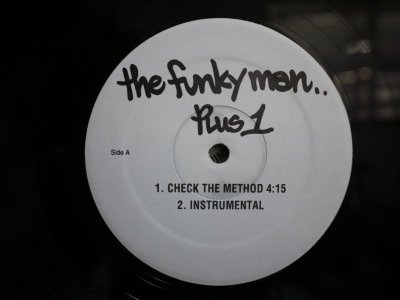 the funky man..
Plus 1
Side A
1. CHECK THE METHOD 4:15
2. INSTRUMENTAL